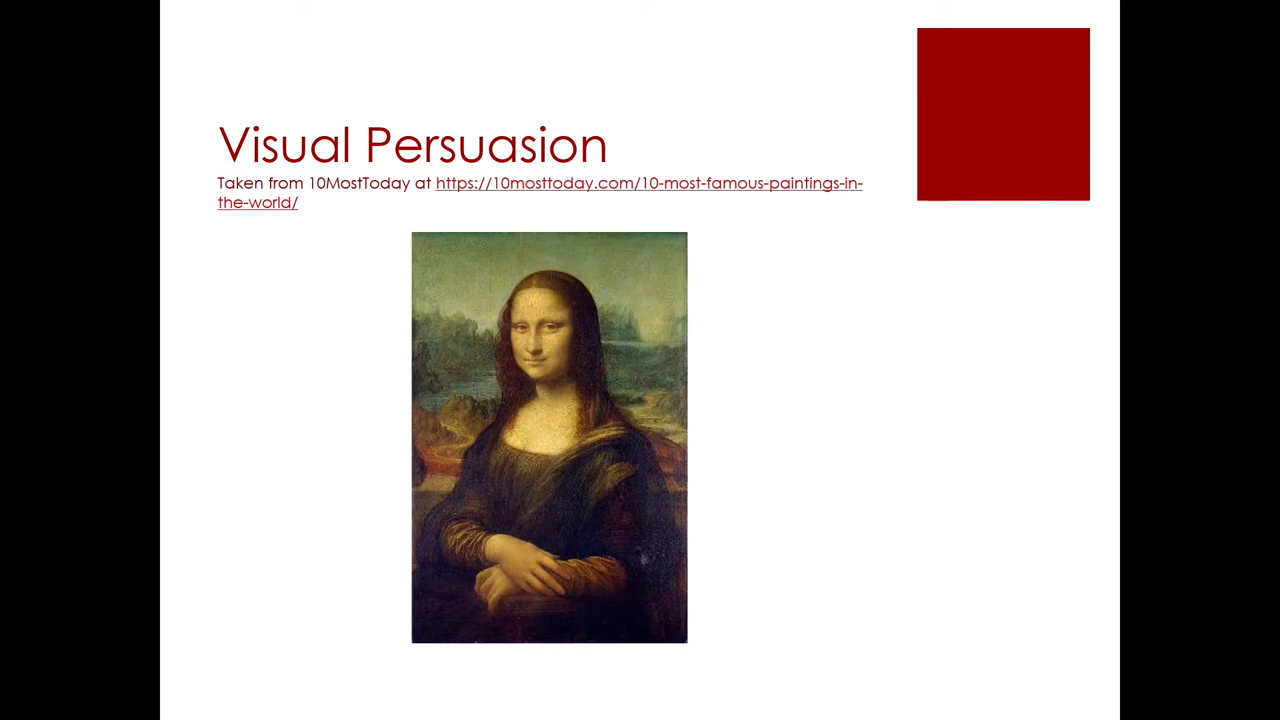 Visual Persuasion
Taken from 10MostToday at https://10mosttoday.com/10-most-famous-paintings-in-
the-world/